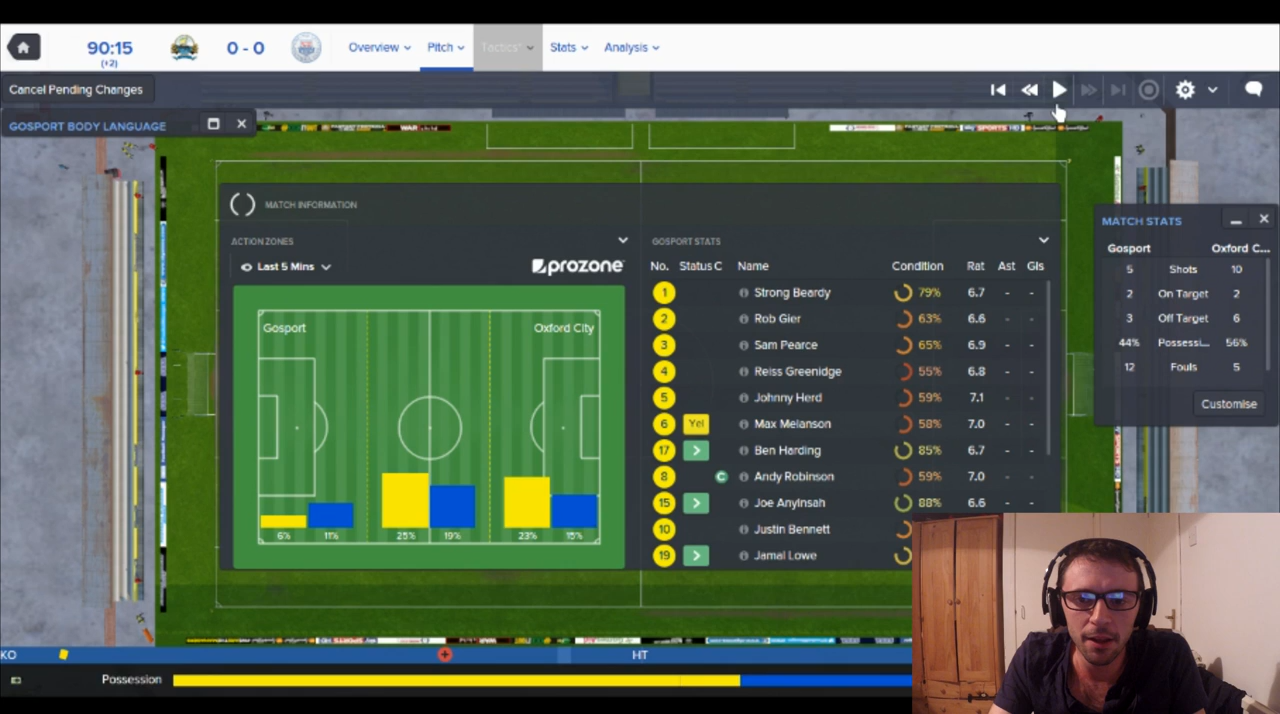 90:15
(+2)
0 - 0
Overview
Pitch
Tactics*
Stats
Analysis
Cancel Pending Changes
GOSPORT BODY LANGUAGE
WAR
MATCH INFORMATION
ACTION ZONES
Last 5 Mins
prozone
Gosport
Oxford City
6%
11%
25%
19%
23%
15%
GOSPORT STATS
No. Status C Name Condition Rat Ast Gls
1 Strong Beardy 79% 6.7 - -
2 Rob Gier 63% 6.6 - -
3 Sam Pearce 65% 6.9 - -
4 Reiss Greenidge 55% 6.8 - -
5 Johnny Herd 59% 7.1 - -
6 Yel Max Melanson 58% 7.0 - -
17 Ben Harding 85% 6.7 - -
8 C Andy Robinson 59% 7.0 - -
15 Joe Anyinsah 88% 6.6 - -
10 Justin Bennett
19 Jamal Lowe
MATCH STATS
Gosport Oxford C...
5 Shots 10
2 On Target 2
3 Off Target 6
44% Possessi... 56%
12 Fouls 5
Customise
KO
HT
Possession